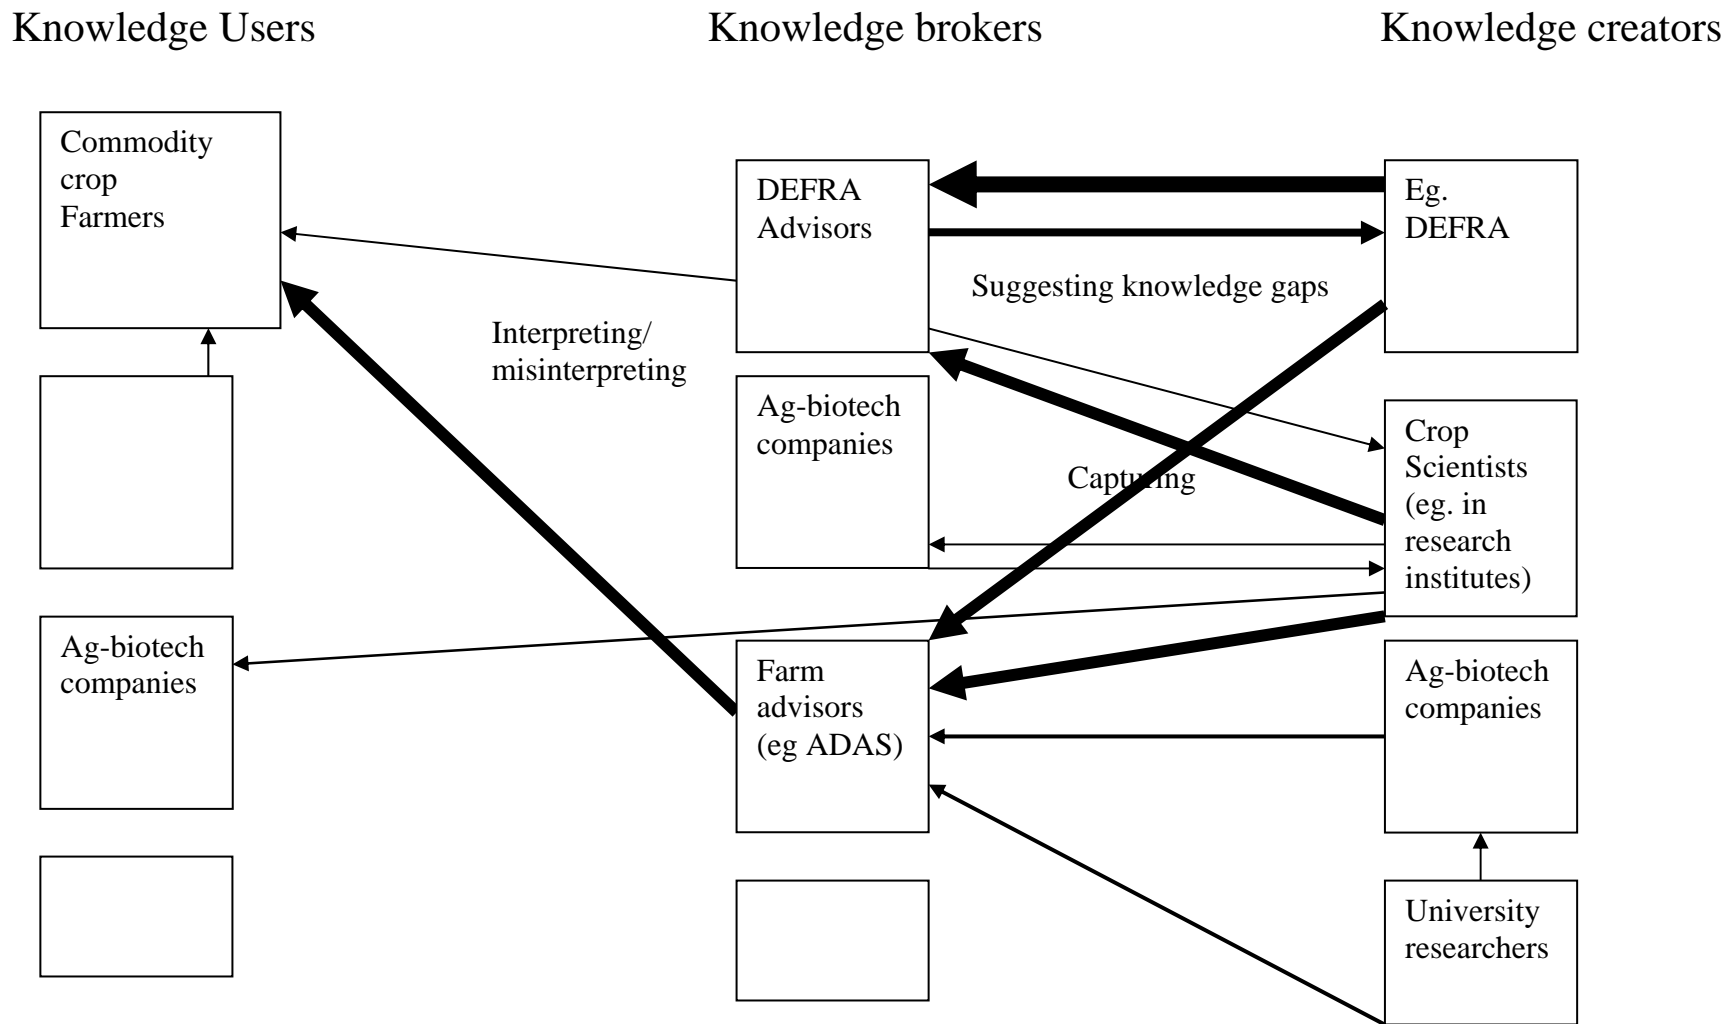 Knowledge Users
Knowledge brokers
Knowledge creators
Commodity
crop
Farmers
DEFRA
Advisors
Eg.
DEFRA
Suggesting knowledge gaps
Interpreting/
misinterpreting
Ag-biotech
companies
Crop
Scientists
(eg. in
research
institutes)
Capturing
Ag-biotech
companies
Farm
advisors
(eg ADAS)
Ag-biotech
companies
University
researchers